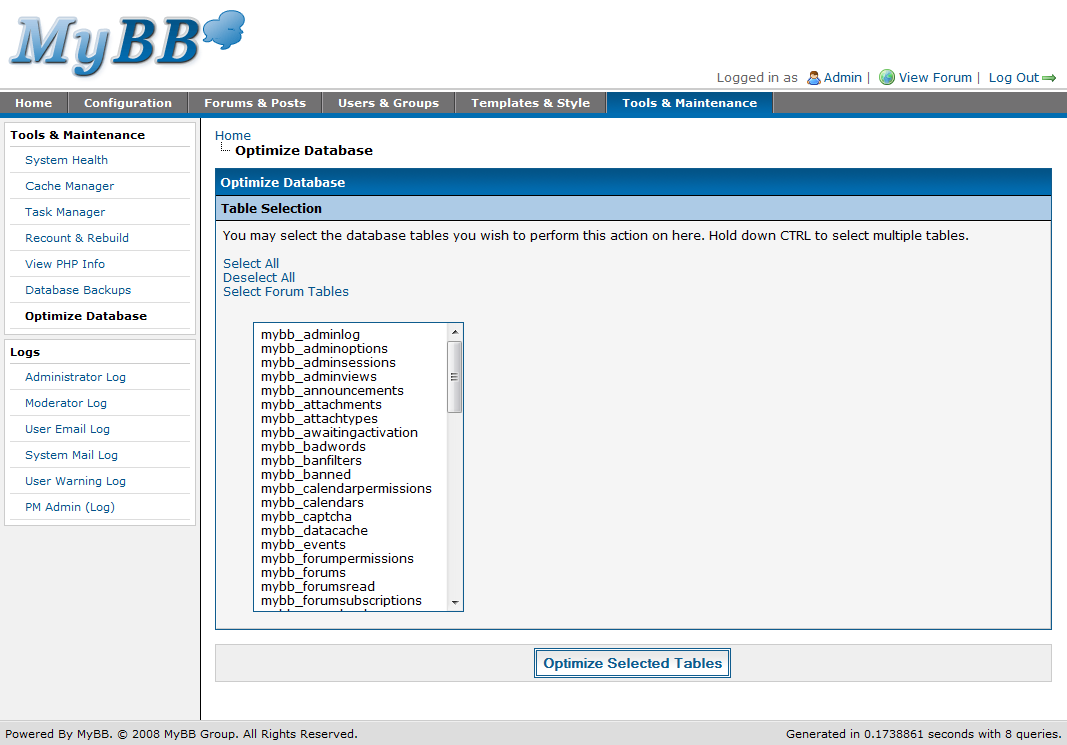 MyBB
Logged in as Admin | View Forum | Log Out
Home Configuration Forums & Posts Users & Groups Templates & Style Tools & Maintenance
Tools & Maintenance
System Health
Cache Manager
Task Manager
Recount & Rebuild
View PHP Info
Database Backups
Optimize Database
Logs
Administrator Log
Moderator Log
User Email Log
System Mail Log
User Warning Log
PM Admin (Log)
Home
Optimize Database
Optimize Database
Table Selection
You may select the database tables you wish to perform this action on here. Hold down CTRL to select multiple tables.
Select All
Deselect All
Select Forum Tables
mybb_adminlog
mybb_adminoptions
mybb_adminsessions
mybb_adminviews
mybb_announcements
mybb_attachments
mybb_attachtypes
mybb_awaitingactivation
mybb_badwords
mybb_banfilters
mybb_banned
mybb_calendarpermissions
mybb_calendars
mybb_captcha
mybb_datacache
mybb_events
mybb_forumpermissions
mybb_forums
mybb_forumsread
mybb_forumsubscriptions
Optimize Selected Tables
Powered By MyBB. © 2008 MyBB Group. All Rights Reserved.
Generated in 0.1738861 seconds with 8 queries.